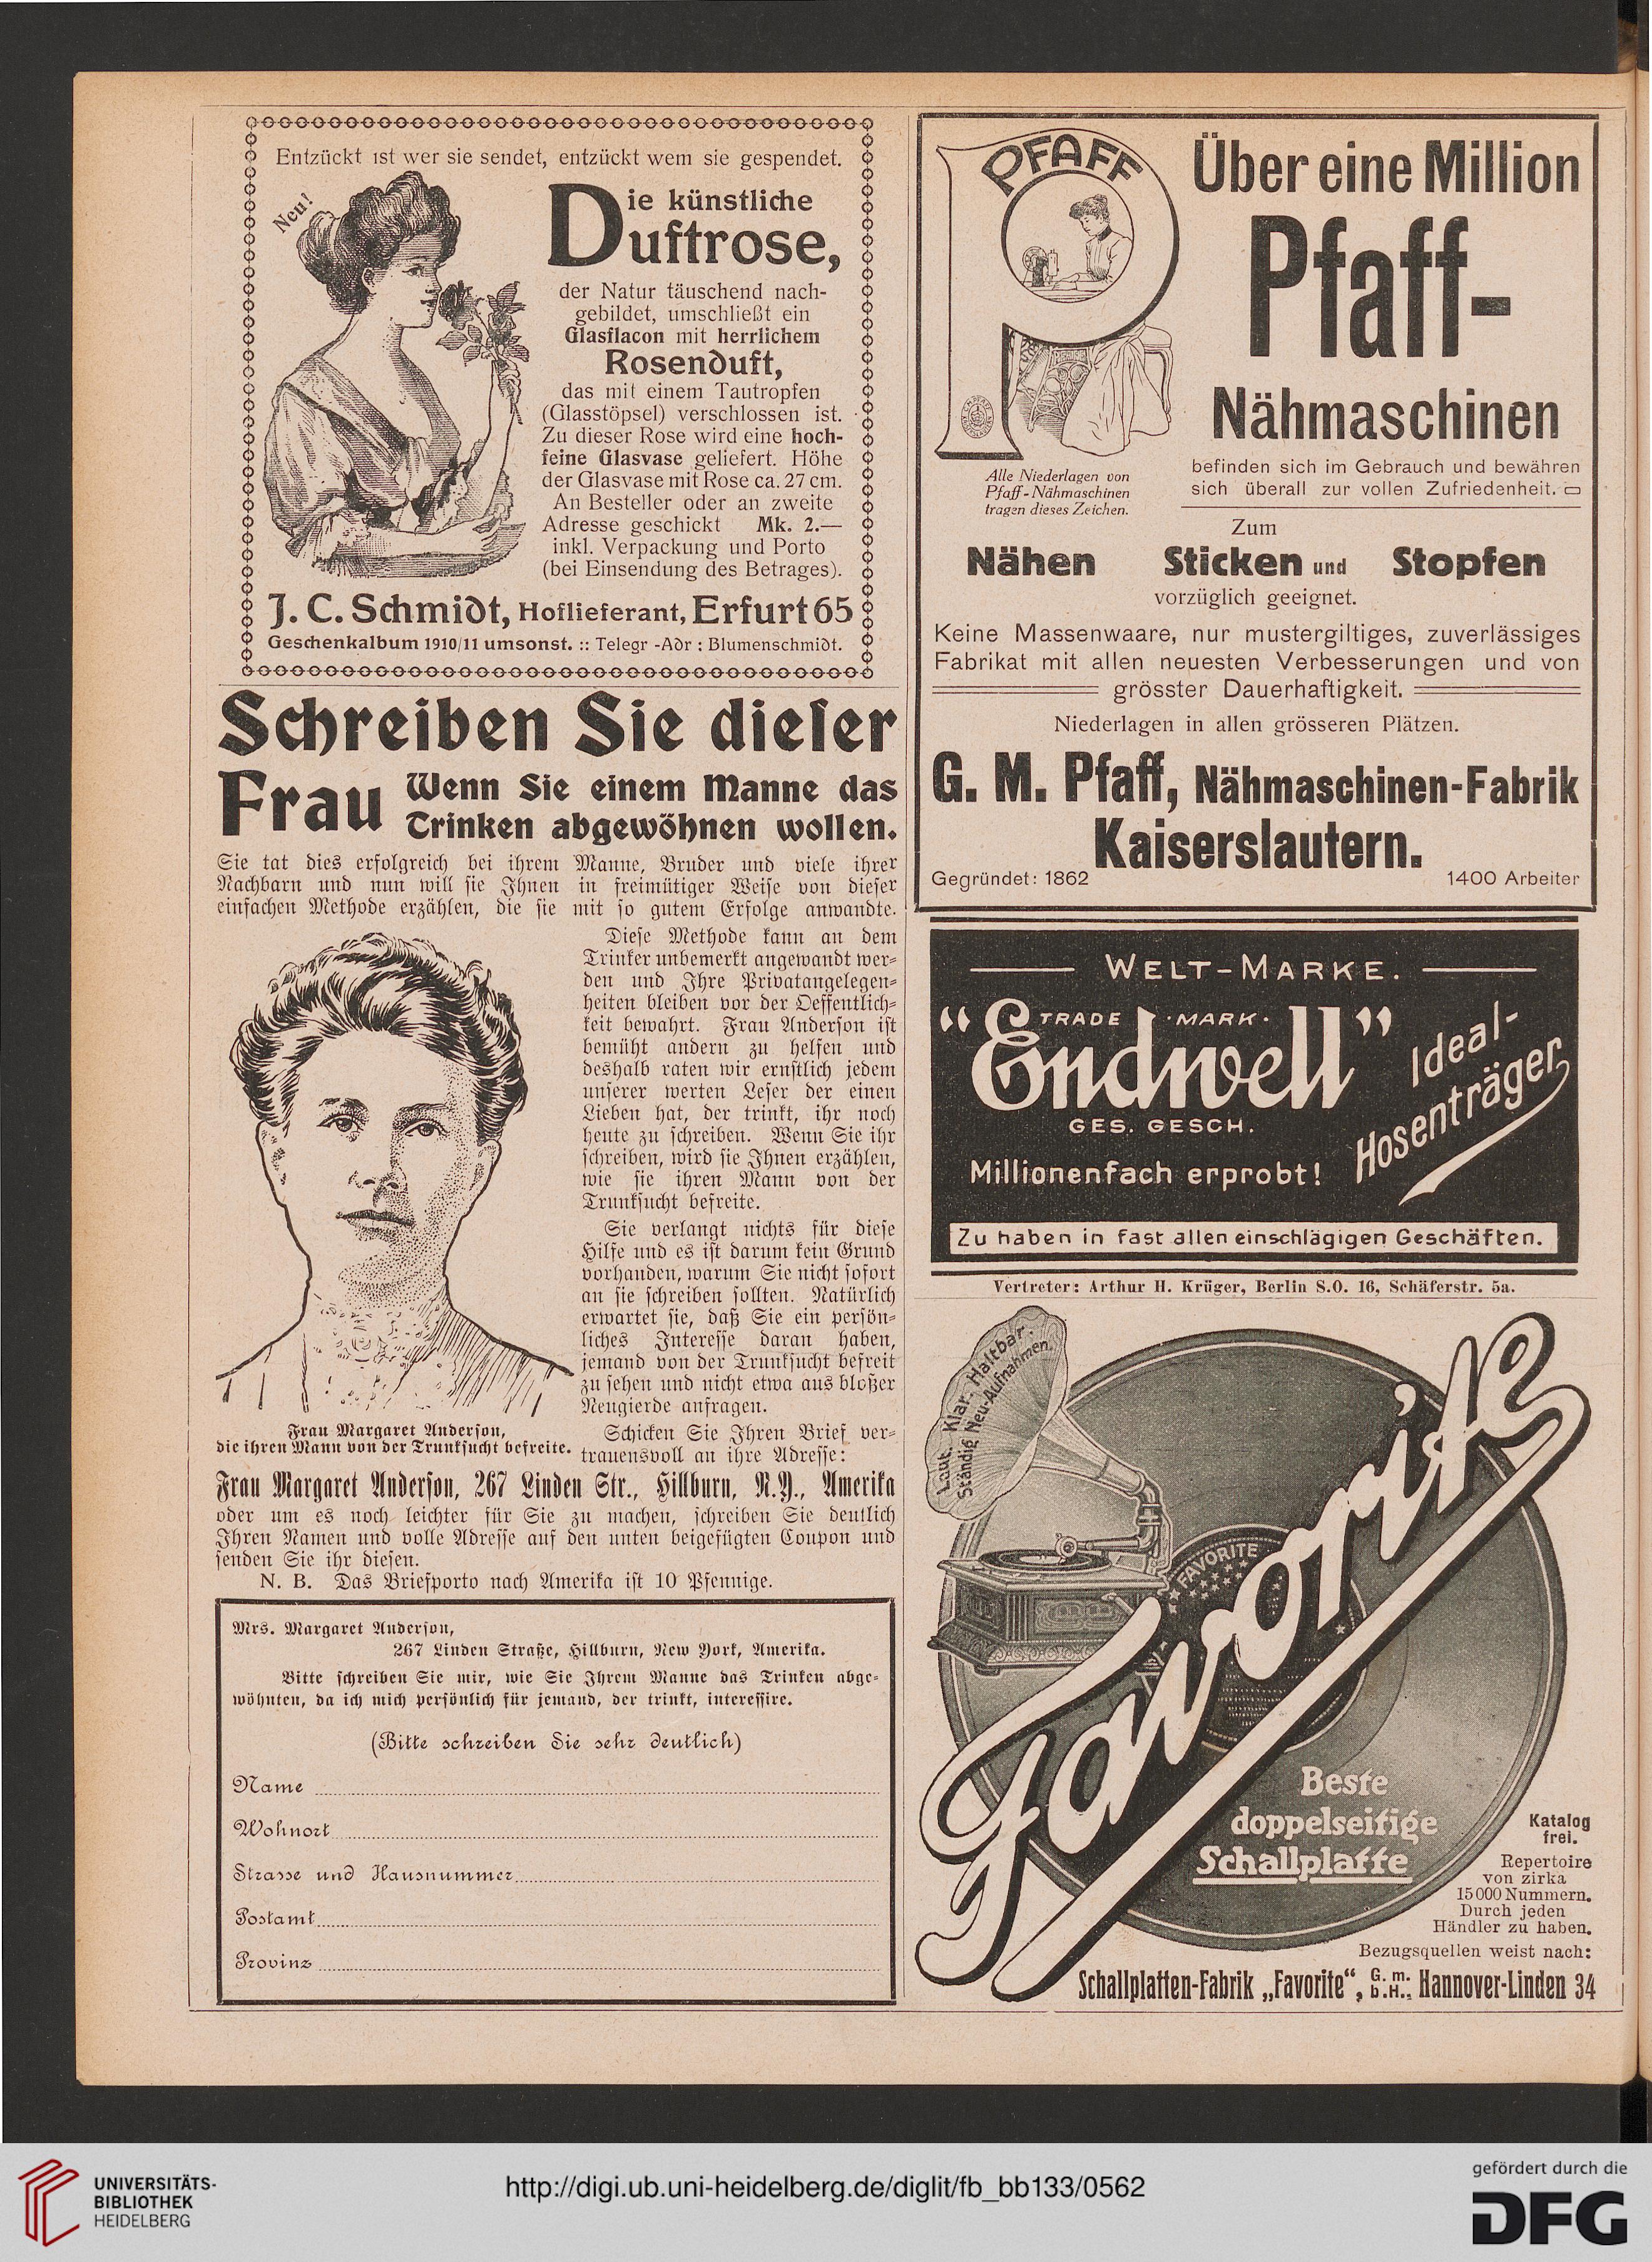 Entzückt ist wer sie sendet, entzückt wem sie gespendet.
Neu!
Die künstliche
Duftrose,
der Natur täuschend nach-
gebildet, umschließt ein
Glasflacon mit herrlichem
Rosenduft,
das mit einem Tautropfen
(Glasstöpsel) verschlossen ist.
Zu dieser Rose wird eine hoch-
feine Glasvase geliefert. Höhe
der Glasvase mit Rose ca. 27 cm.
An Besteller oder an zweite
Adresse geschickt Mk. 2.—
inkl. Verpackung und Porto
(bei Einsendung des Betrages).
J. C. Schmidt, Hoflieferant, Erfurt 65
Geschenkalbum 1910/11 umsonst. :: Telegr -Adr : Blumenschmidt.
Schreiben Sie dieser
Frau Wenn Sie einem Manne das
Trinken abgewöhnen wollen.
Sie tat dies erfolgreich bei ihrem Manne, Bruder und viele ihrer
Nachbarn und nun will sie Ihnen in freimütiger Weise von dieser
einfachen Methode erzählen, die sie mit so gutem Erfolge anwandte.
Diese Methode kann an dem
Trinker unbemerkt angewandt wer-
den und Ihre Privatangelegen-
heiten bleiben vor der Oeffentlich-
keit bewahrt. Frau Anderson ist
bemüht andern zu helfen und
deshalb raten wir ernstlich jedem
unserer werten Leser der einen
Lieben hat, der trinkt, ihr noch
heute zu schreiben. Wenn Sie ihr
schreiben, wird sie Ihnen erzählen,
wie sie ihren Mann von der
Trunksucht befreite.
Sie verlangt nichts für diese
Hilfe und es ist darum kein Grund
vorhanden, warum Sie nicht sofort
an sie schreiben sollten. Natürlich
erwartet sie, daß Sie ein persön-
liches Interesse daran haben,
jemand von der Trunksucht befreit
zu sehen und nicht etwa aus bloßer
Neugierde anfragen.
Schicken Sie Ihren Brief ver-
trauensvoll an ihre Adresse:
Frau Margaret Anderson,
die ihren Mann von der Trunksucht befreite.
Frau Margaret Anderson, 267 Linden Str., Hillburn, N.Y., Amerika
oder um es noch leichter für Sie zu machen, schreiben Sie deutlich
Ihren Namen und volle Adresse auf den unten beigefügten Coupon und
senden Sie ihr diesen.
N. B. Das Briefporto nach Amerika ist 10 Pfennige.
Mrs. Margaret Anderson,
267 Linden Straße, Hillburn, New York, Amerika.
Bitte schreiben Sie mir, wie Sie Ihrem Manne das Trinken abge-
wöhnten, da ich mich persönlich für jemand, der trinkt, interessire.
(Bitte schreiben Sie sehr deutlich)
Name
Wohnort
Strasse und Hausnummer
Postamt
Provinz
PFAFF
Alle Niederlagen von
Pfaff-Nähmaschinen
tragen dieses Zeichen.
Über eine Million
Pfaff-
Nähmaschinen
befinden sich im Gebrauch und bewähren
sich überall zur vollen Zufriedenheit.
Zum
Nähen Sticken und Stopfen
vorzüglich geeignet.
Keine Massenwaare, nur mustergiltiges, zuverlässiges
Fabrikat mit allen neuesten Verbesserungen und von
grösster Dauerhaftigkeit.
Niederlagen in allen grösseren Plätzen.
G. M. Pfaff, Nähmaschinen-Fabrik
Kaiserslautern.
Gegründet: 1862 1400 Arbeiter
WELT-MARKE.
TRADE · MARK ·
"Endwell"
Ideal-
Hosenträger
GES. GESCH.
Millionenfach erprobt!
Zu haben in fast allen einschlägigen Geschäften.
Vertreter: Arthur H. Krüger, Berlin S.O. 16, Schäferstr. 5a.
Laut. Klar. Haltbar.
Ständig Neu-Aufnahmen.
FAVORITE
Favorite
Beste
doppelseitige
Schallplatte
Katalog
frei.
Repertoire
von zirka
15000 Nummern.
Durch jeden
Händler zu haben.
Bezugsquellen weist nach:
Schallplatten-Fabrik „Favorite“, G. m. b. H., Hannover-Linden 34
UNIVERSITÄTS-
BIBLIOTHEK
HEIDELBERG
http://digi.ub.uni-heidelberg.de/diglit/fb_bb133/0562
gefördert durch die
DFG